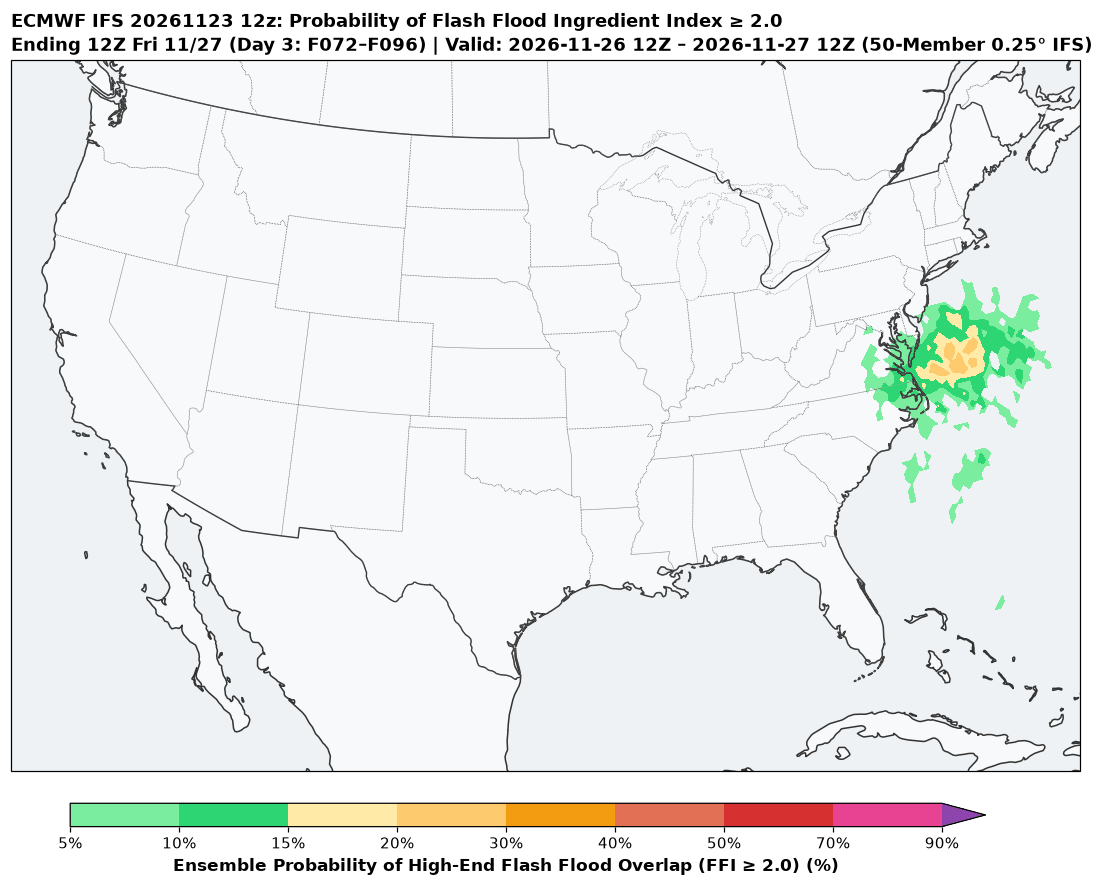 ECMWF IFS 20261123 12z: Probability of Flash Flood Ingredient Index ≥ 2.0
Ending 12Z Fri 11/27 (Day 3: F072–F096) | Valid: 2026-11-26 12Z – 2026-11-27 12Z (50-Member 0.25° IFS)
5% 10% 15% 20% 30% 40% 50% 70% 90%
Ensemble Probability of High-End Flash Flood Overlap (FFI ≥ 2.0) (%)